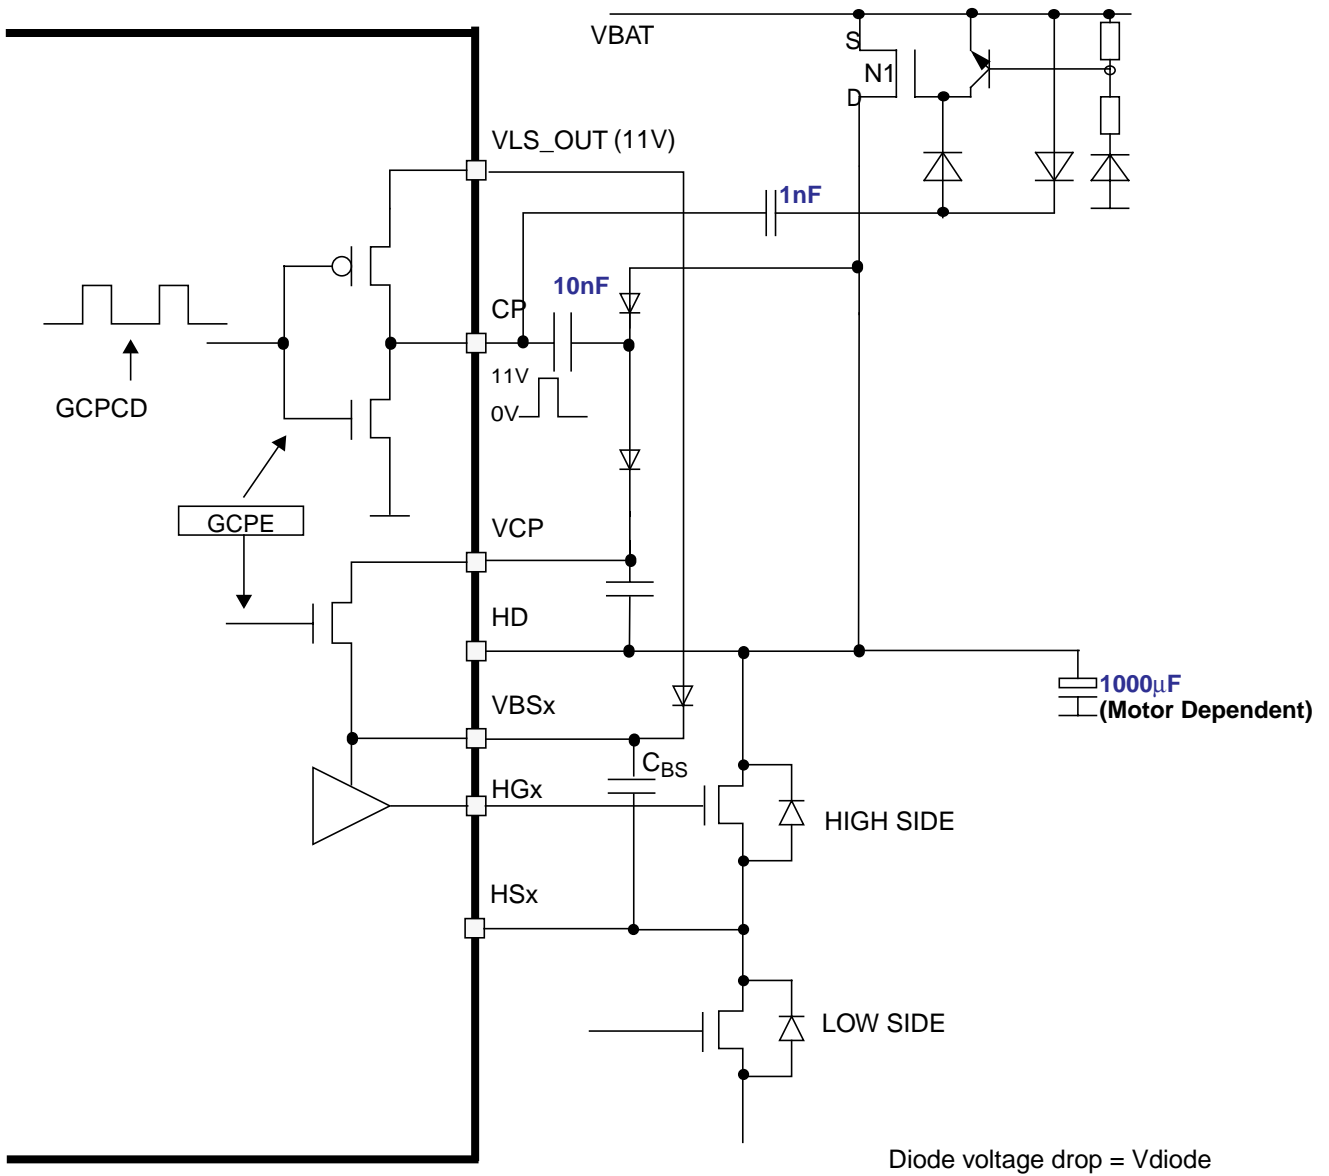 VBAT
S
N1
D
VLS_OUT (11V)
1nF
10nF
CP
11V
0V
GCPCD
GCPE
VCP
HD
1000μF
(Motor Dependent)
VBSx
CBS
HGx
HIGH SIDE
HSx
LOW SIDE
Diode voltage drop = Vdiode